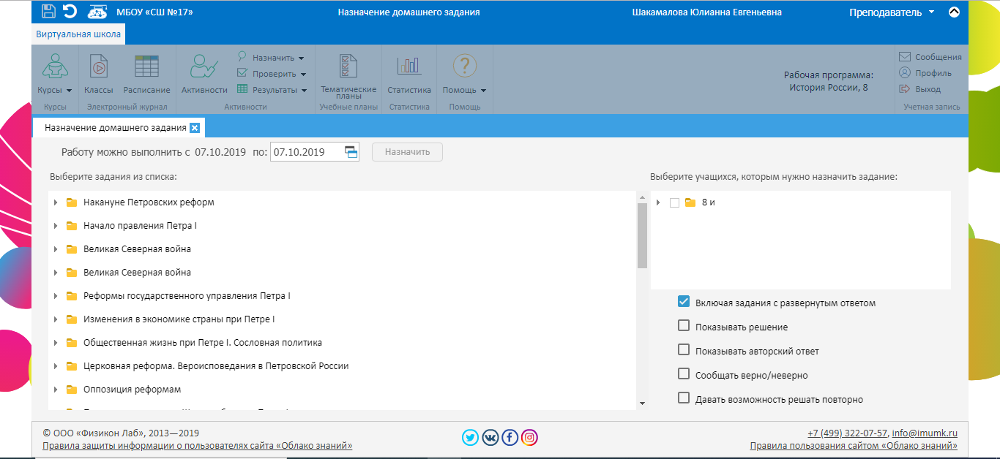 МБОУ «СШ №17»
Назначение домашнего задания
Шакамалова Юлианна Евгеньевна
Преподаватель
Виртуальная школа
Курсы
Классы
Расписание
Активности
Назначить
Проверить
Результаты
Тематические
планы
Статистика
Помощь
Рабочая программа:
История России, 8
Сообщения
Профиль
Выход
Курсы
Электронный журнал
Активности
Учебные планы
Статистика
Помощь
Учетная запись
Назначение домашнего задания
Работу можно выполнить с 07.10.2019 по: 07.10.2019
Назначить
Выберите задания из списка:
Накануне Петровских реформ
Начало правления Петра I
Великая Северная война
Великая Северная война
Реформы государственного управления Петра I
Изменения в экономике страны при Петре I
Общественная жизнь при Петре I. Сословная политика
Церковная реформа. Вероисповедания в Петровской России
Оппозиция реформам
Выберите учащихся, которым нужно назначить задание:
8 и
Включая задания с развернутым ответом
Показывать решение
Показывать авторский ответ
Сообщать верно/неверно
Давать возможность решать повторно
© ООО «Физикон Лаб», 2013—2019
Правила защиты информации о пользователях сайта «Облако знаний»
+7 (499) 322-07-57, info@imumk.ru
Правила пользования сайтом «Облако знаний»